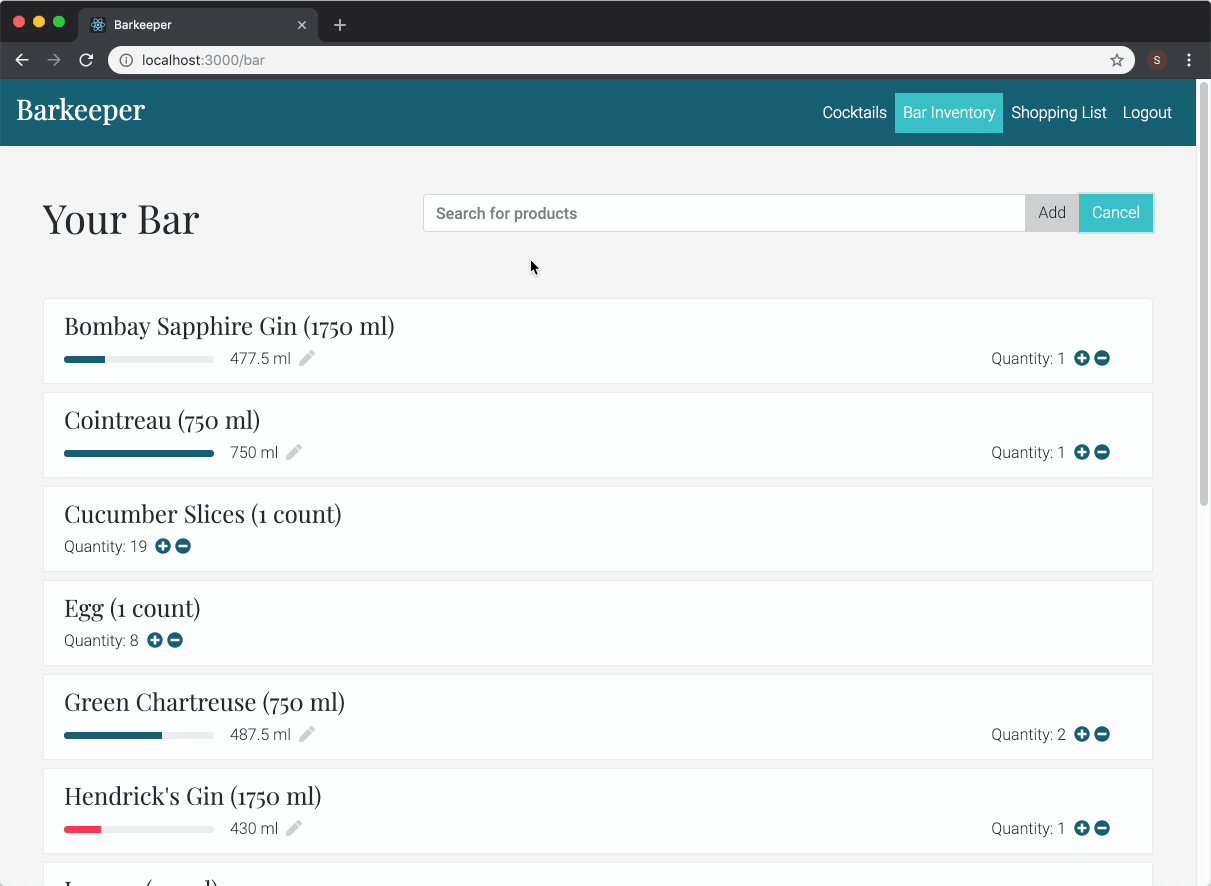 Barkeeper
localhost:3000/bar
S
Barkeeper
Cocktails Bar Inventory Shopping List Logout
Your Bar
Search for products Add Cancel
Bombay Sapphire Gin (1750 ml)
477.5 ml Quantity: 1
Cointreau (750 ml)
750 ml Quantity: 1
Cucumber Slices (1 count)
Quantity: 19
Egg (1 count)
Quantity: 8
Green Chartreuse (750 ml)
487.5 ml Quantity: 2
Hendrick's Gin (1750 ml)
430 ml Quantity: 1